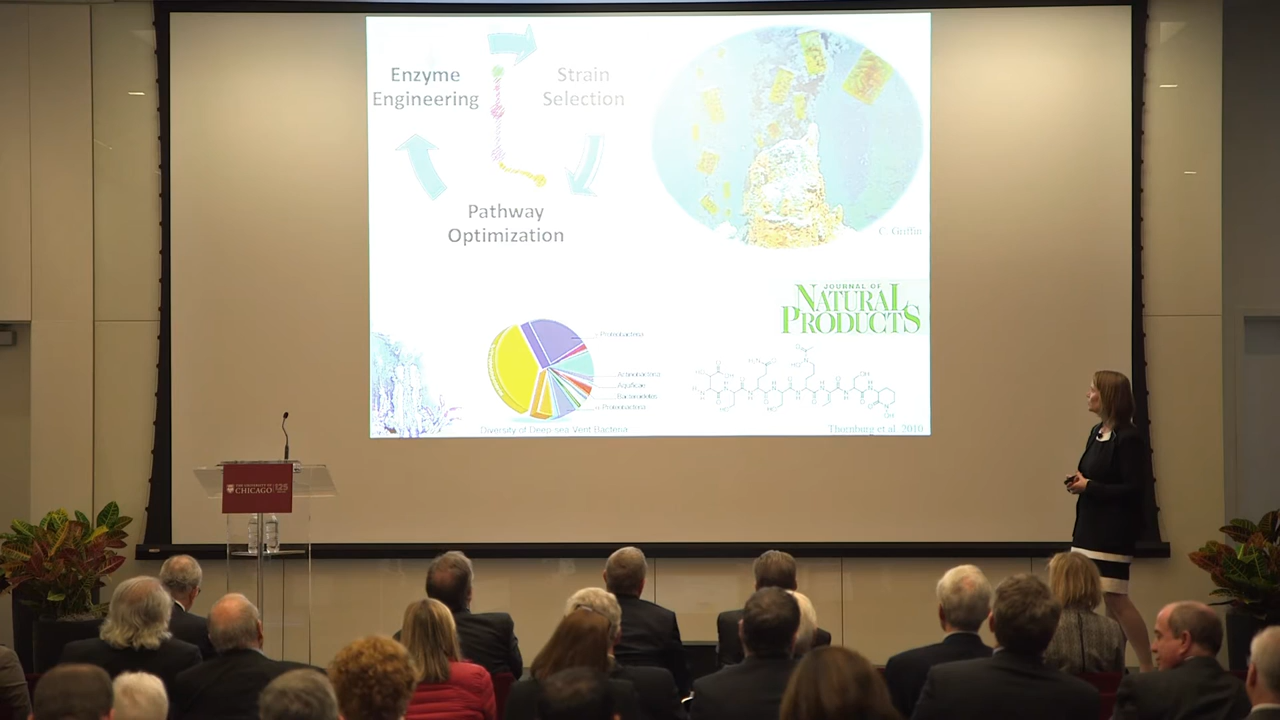 Enzyme
Engineering
Strain
Selection
Pathway
Optimization
C. Griffin
JOURNAL OF
NATURAL
PRODUCTS
Proteobacteria
Actinobacteria
Aquificae
Bacteroidetes
Proteobacteria
Diversity of Deep-sea Vent Bacteria
Thornburg et al. 2010
THE UNIVERSITY OF
CHICAGO